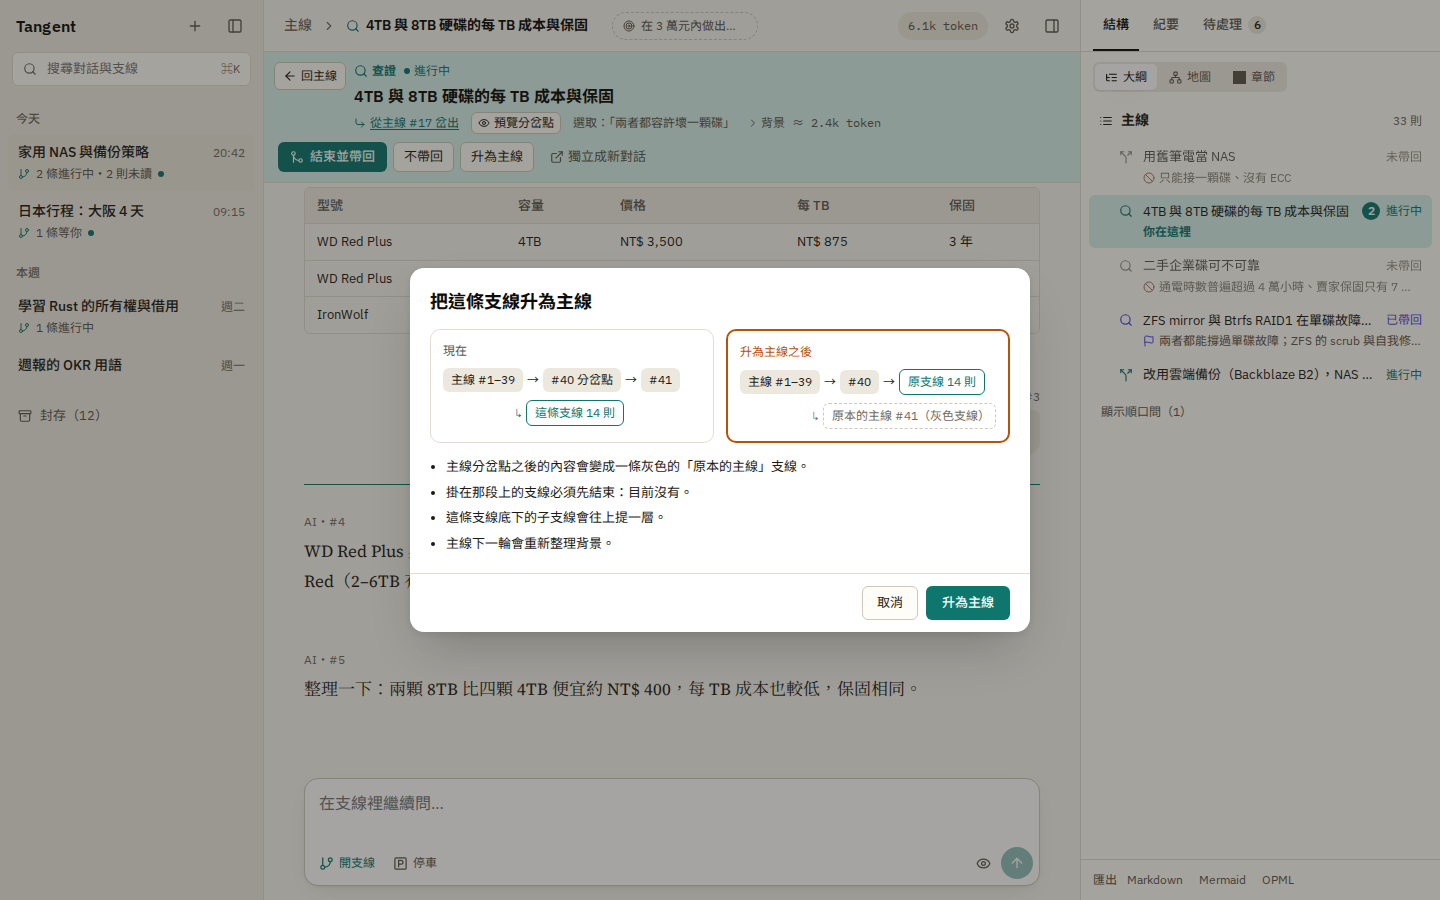 Tangent
搜尋對話與支線
⌘K
今天
家用 NAS 與備份策略
20:42
2 條進行中・2 則未讀
日本行程：大阪 4 天
09:15
1 條等你
本週
學習 Rust 的所有權與借用
週二
1 條進行中
週報的 OKR 用語
週一
封存（12）
主線
4TB 與 8TB 硬碟的每 TB 成本與保固
在 3 萬元內做出...
6.1k token
回主線
查證
進行中
4TB 與 8TB 硬碟的每 TB 成本與保固
從主線 #17 岔出
預覽分岔點
選取：「兩者都容許壞一顆碟」
背景 ≈ 2.4k token
結束並帶回
不帶回
升為主線
獨立成新對話
型號 容量 價格 每 TB 保固
WD Red Plus 4TB NT$ 3,500 NT$ 875 3 年
WD Red Plus
IronWolf
把這條支線升為主線
現在
主線 #1–39 → #40 分岔點 → #41
↳ 這條支線 14 則
升為主線之後
主線 #1–39 → #40 → 原支線 14 則
↳ 原本的主線 #41（灰色支線）
主線分岔點之後的內容會變成一條灰色的「原本的主線」支線。
掛在那段上的支線必須先結束：目前沒有。
這條支線底下的子支線會往上提一層。
主線下一輪會重新整理背景。
取消
升為主線
AI・#4
WD Red Plus
Red（2–6TB
AI・#5
整理一下：兩顆 8TB 比四顆 4TB 便宜約 NT$ 400，每 TB 成本也較低，保固相同。
在支線裡繼續問...
開支線
停車
結構
紀要
待處理 6
大綱
地圖
章節
主線
33 則
用舊筆電當 NAS
未帶回
只能接一顆碟、沒有 ECC
4TB 與 8TB 硬碟的每 TB 成本與保固
2
進行中
你在這裡
二手企業碟可不可靠
未帶回
通電時數普遍超過 4 萬小時、賣家保固只有 7 ...
ZFS mirror 與 Btrfs RAID1 在單碟故障...
已帶回
兩者都能撐過單碟故障；ZFS 的 scrub 與自我修...
改用雲端備份（Backblaze B2），NAS ...
進行中
顯示順口問（1）
匯出
Markdown
Mermaid
OPML